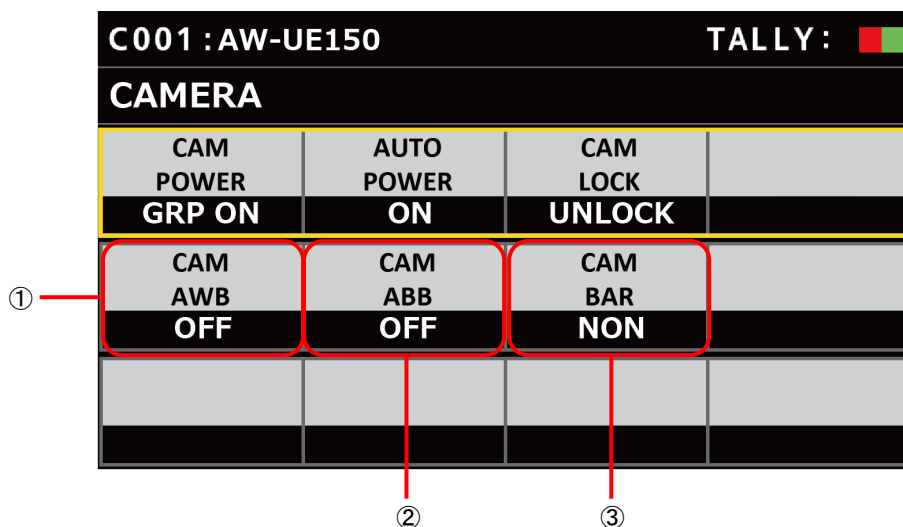 C001:AW-UE150 TALLY:
CAMERA
CAM AUTO CAM
POWER POWER LOCK
GRP ON ON UNLOCK
CAM CAM CAM
① AWB ABB BAR
OFF OFF NON
② ③